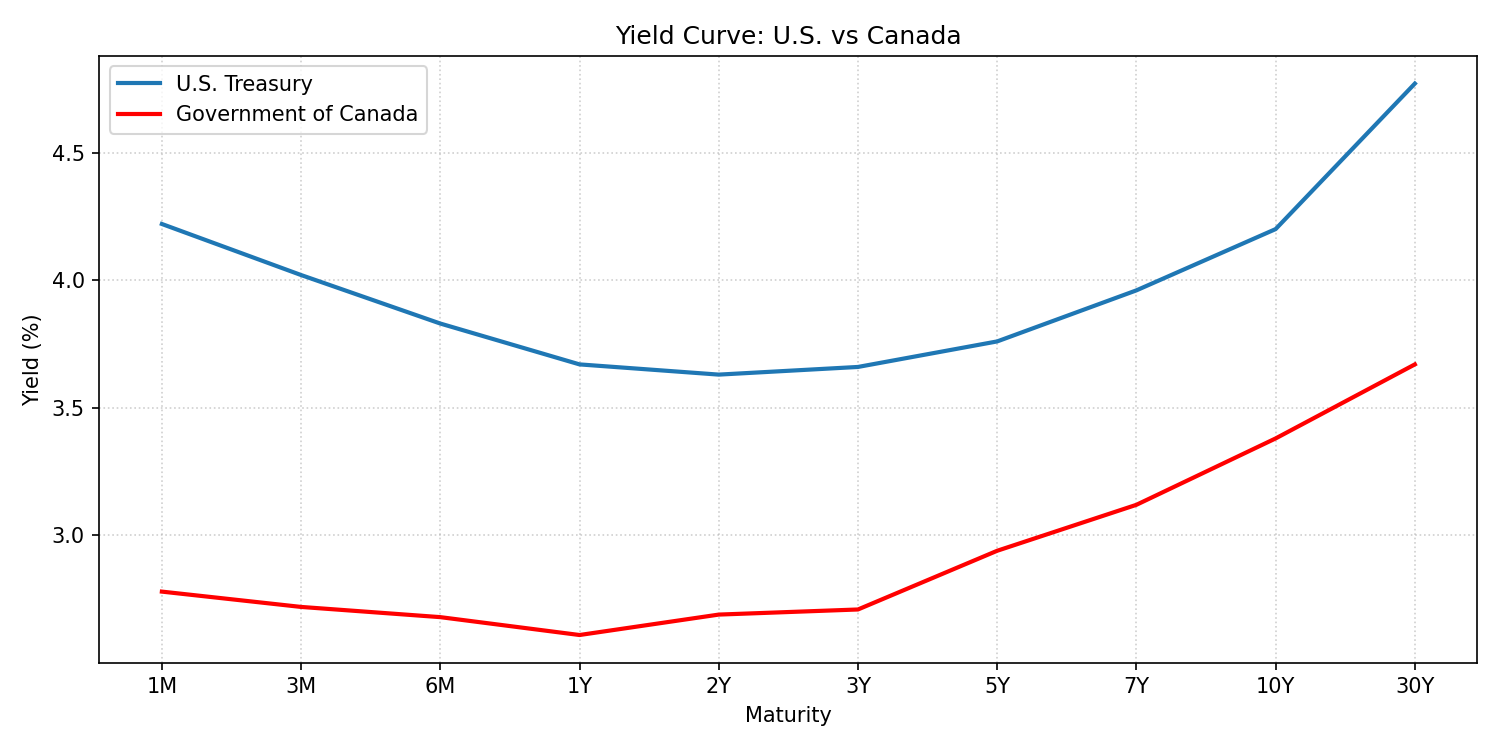 Yield Curve: U.S. vs Canada
U.S. Treasury
Government of Canada
Yield (%)
4.5
4.0
3.5
3.0
1M 3M 6M 1Y 2Y 3Y 5Y 7Y 10Y 30Y
Maturity